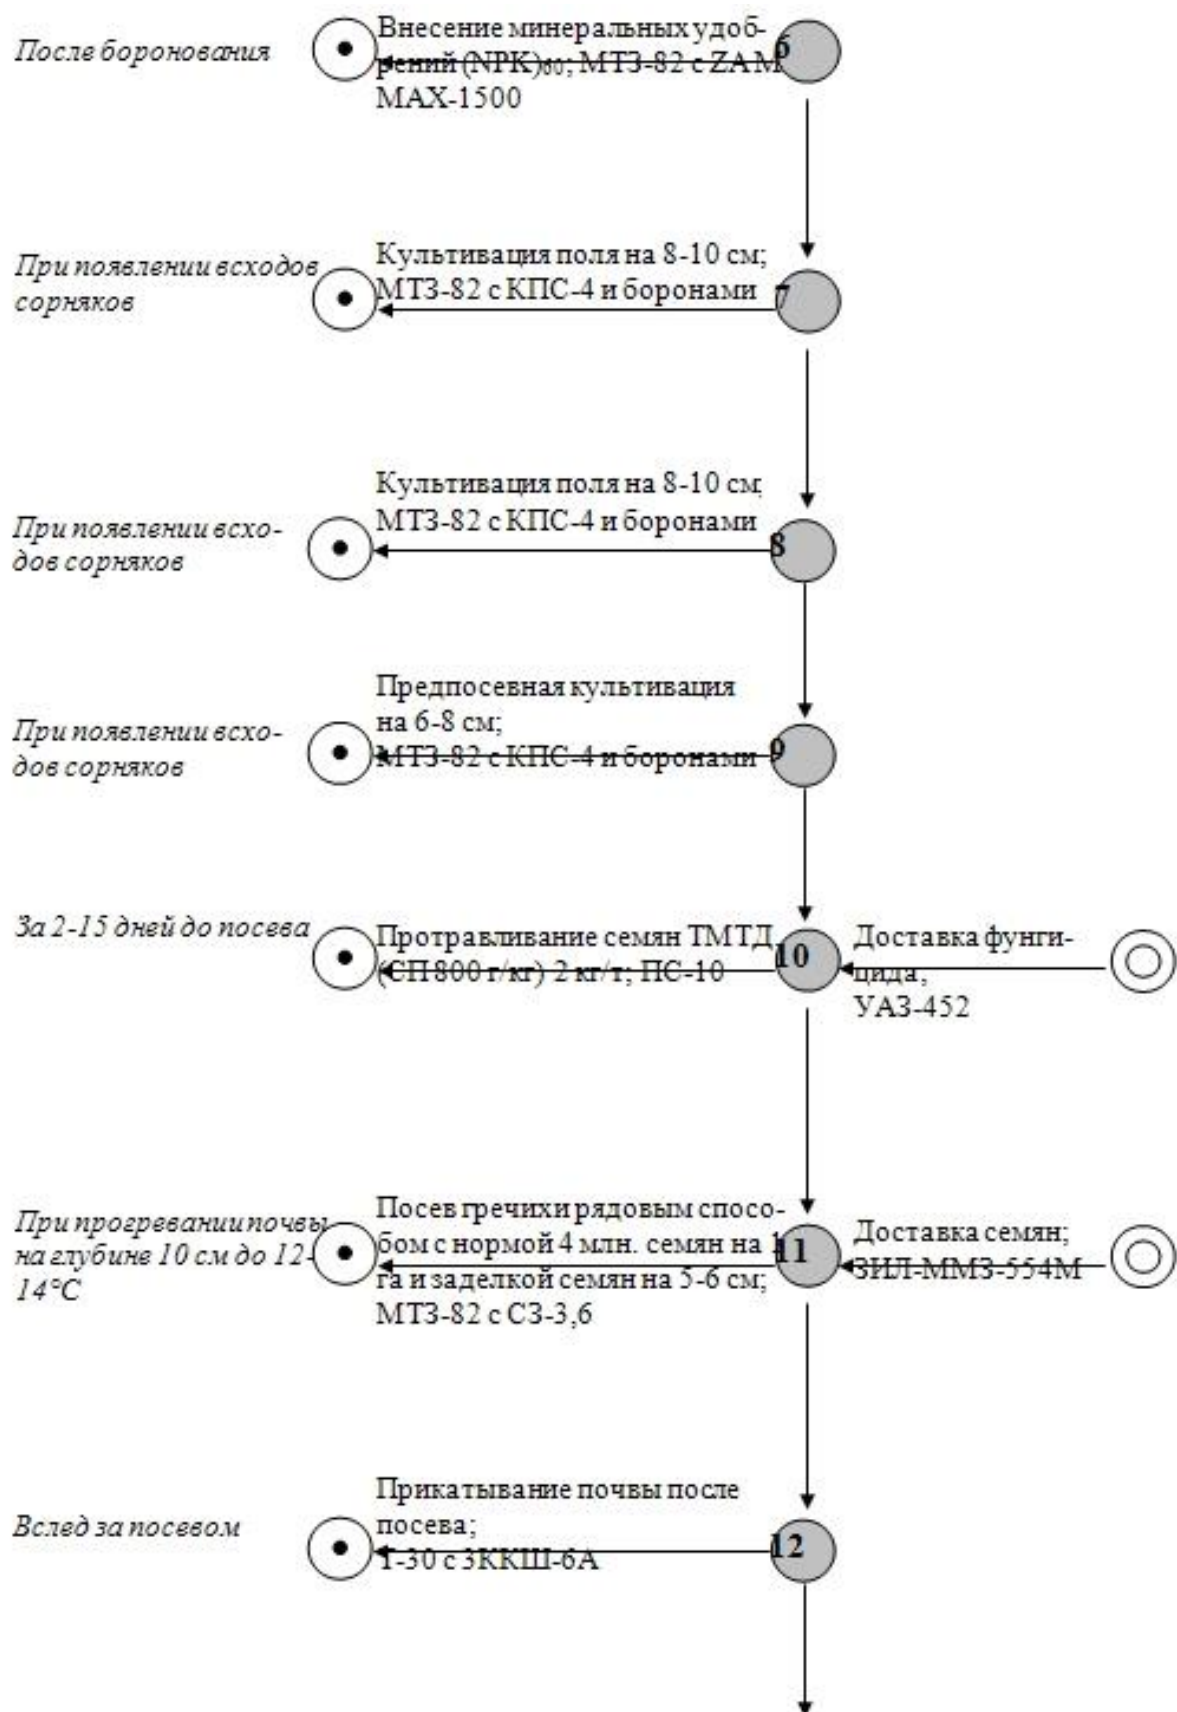 После боронования
Внесение минеральных удоб-
рений (NPK)60; МТЗ-82 с ZAM
MAX-1500
6
При появлении всходов
сорняков
Культивация поля на 8-10 см;
МТЗ-82 с КПС-4 и боронами
7
При появлении всхо-
дов сорняков
Культивация поля на 8-10 см
МТЗ-82 с КПС-4 и боронами
8
При появлении всхо-
дов сорняков
Предпосевная культивация
на 6-8 см;
МТЗ-82 с КПС-4 и боронами
9
За 2-15 дней до посева
Протравливание семян ТМТД
(СП 800 г/кг) 2 кг/т; ПС-10
10
Доставка фунги-
цида;
УАЗ-452
При прогревании почвы
на глубине 10 см до 12-
14°С
Посев гречихи рядовым спосо-
бом с нормой 4 млн. семян на 1
га и заделкой семян на 5-6 см;
МТЗ-82 с СЗ-3,6
11
Доставка семян;
ЗИЛ-ММЗ-554М
Вслед за посевом
Прикатывание почвы после
посева;
Т-30 с 3ККШ-6А
12